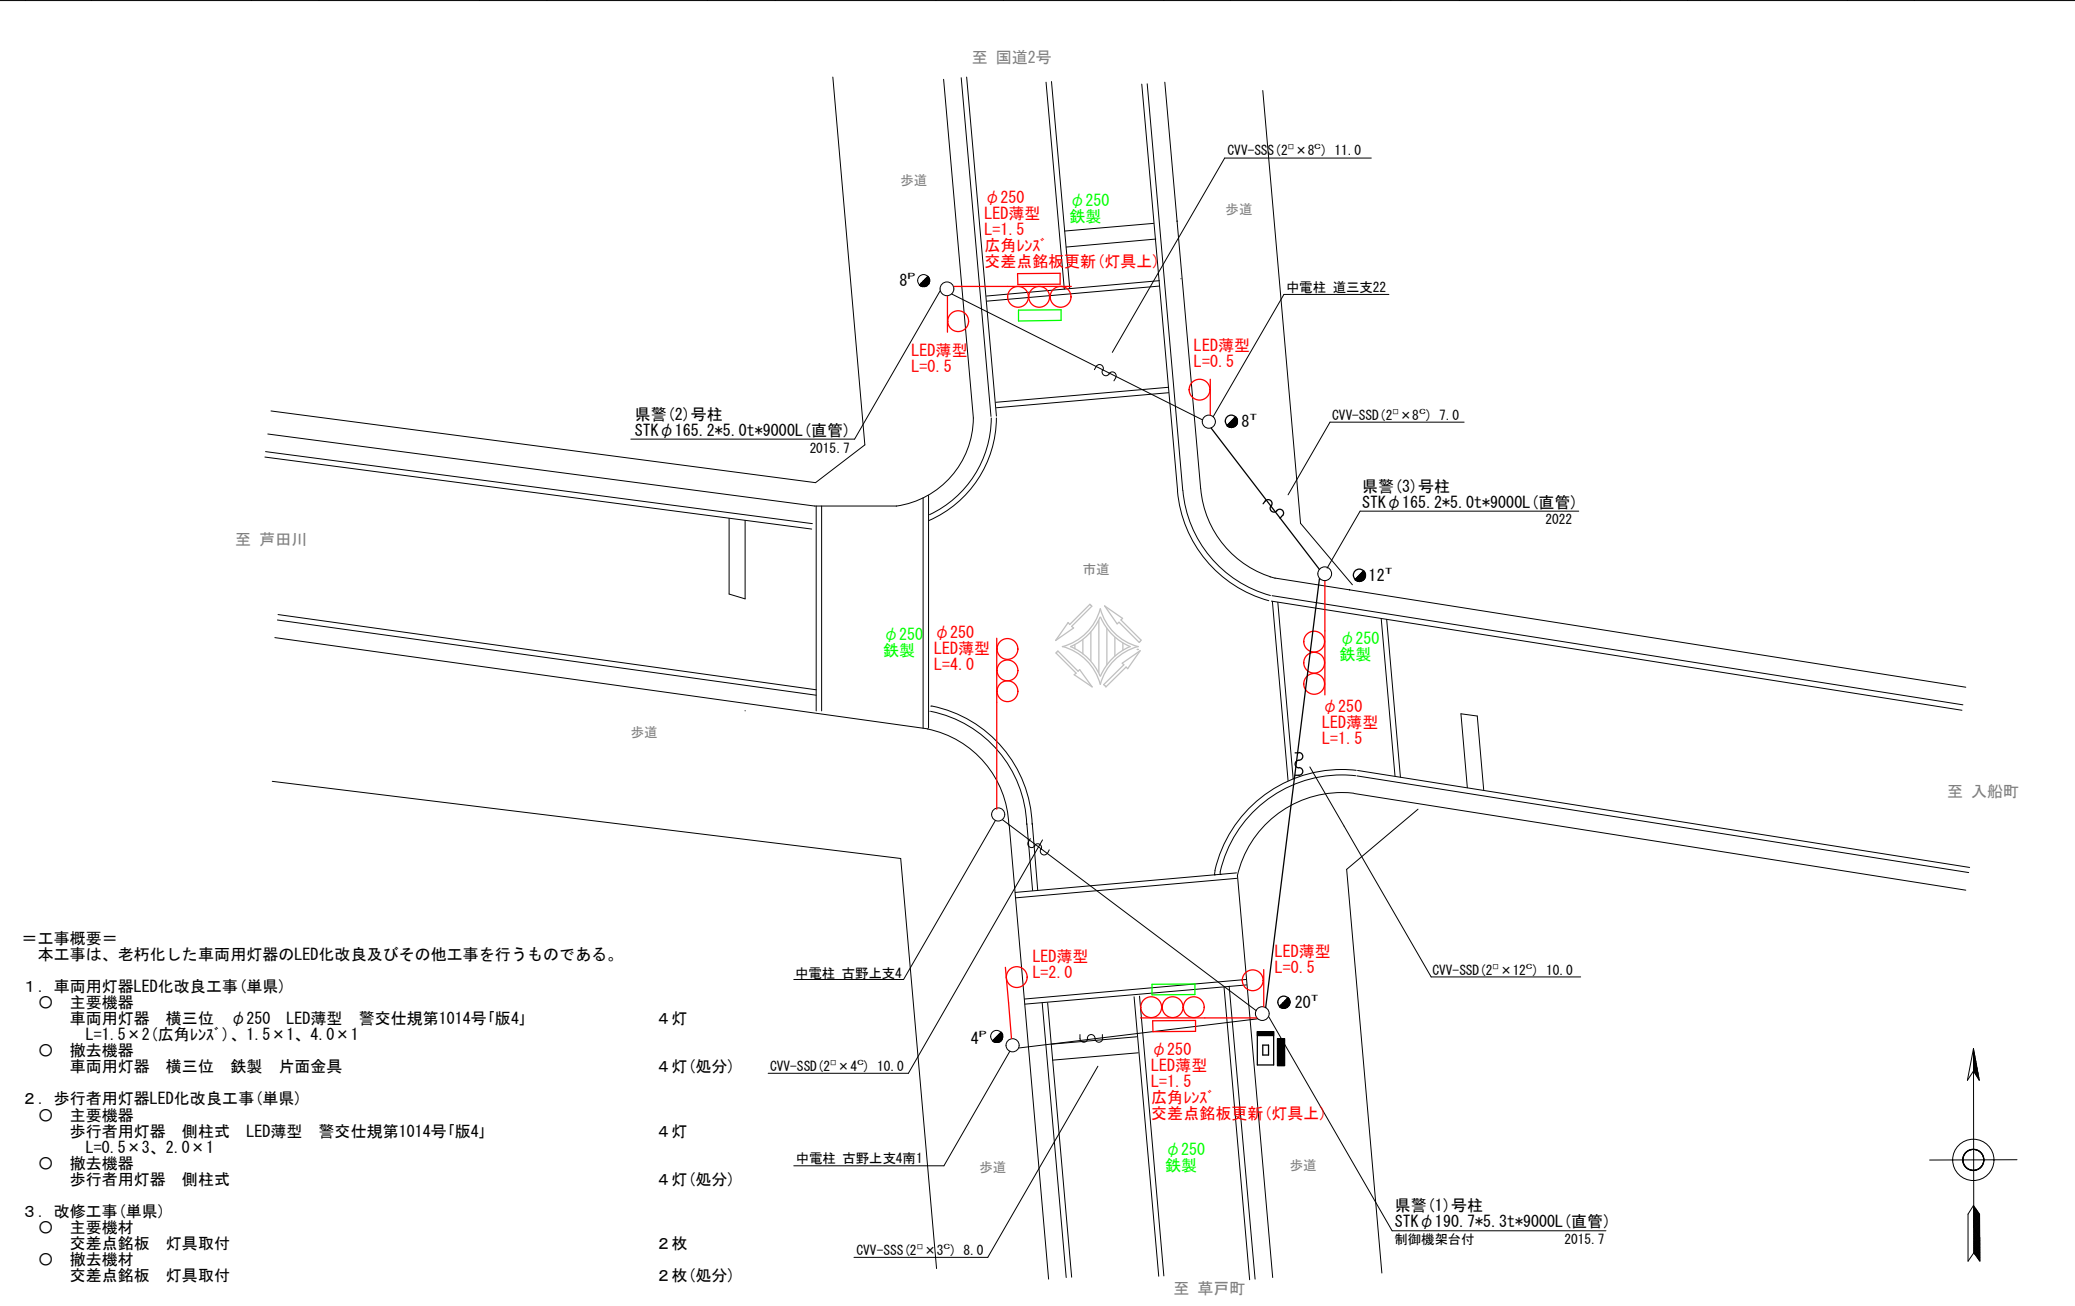 至 国道2号
CVV-SSS(2□×8C) 11.0
歩道
歩道
φ250
LED薄型
L=1.5
広角レンズ
交差点銘板更新(灯具上)
φ250
鉄製
8P
中電柱 道三支22
LED薄型
L=0.5
LED薄型
L=0.5
県警(2)号柱
STKφ165.2*5.0t*9000L(直管)
2015.7
8T
CVV-SSD(2□×8C) 7.0
県警(3)号柱
STKφ165.2*5.0t*9000L(直管)
2022
至 芦田川
市道
12T
φ250
鉄製
φ250
LED薄型
L=4.0
φ250
鉄製
φ250
LED薄型
L=1.5
歩道
至 入船町
中電柱 古野上支4
LED薄型
L=2.0
LED薄型
L=0.5
CVV-SSD(2□×12C) 10.0
20T
4P
CVV-SSD(2□×4C) 10.0
φ250
LED薄型
L=1.5
広角レンズ
交差点銘板更新(灯具上)
φ250
鉄製
中電柱 古野上支4南1
歩道
歩道
県警(1)号柱
STKφ190.7*5.3t*9000L(直管)
制御機架台付 2015.7
CVV-SSS(2□×3C) 8.0
至 草戸町
=工事概要=
本工事は、老朽化した車両用灯器のLED化改良及びその他工事を行うものである。
1. 車両用灯器LED化改良工事(単県)
○ 主要機器
車両用灯器 横三位 φ250 LED薄型 警交仕規第1014号「版4」 4灯
L=1.5×2(広角レンズ)、1.5×1、4.0×1
○ 撤去機器
車両用灯器 横三位 鉄製 片面金具 4灯(処分)
2. 歩行者用灯器LED化改良工事(単県)
○ 主要機器
歩行者用灯器 側柱式 LED薄型 警交仕規第1014号「版4」 4灯
L=0.5×3、2.0×1
○ 撤去機器
歩行者用灯器 側柱式 4灯(処分)
3. 改修工事(単県)
○ 主要機材
交差点銘板 灯具取付 2枚
○ 撤去機材
交差点銘板 灯具取付 2枚(処分)